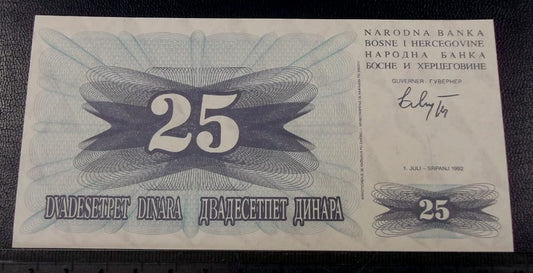 NARODNA BANKA
BOSNE I HERCEGOVINE
НАРОДНА БАНКА
БОСНЕ И ХЕРЦЕГОВИНЕ
GUVERNER - ГУВЕРНЕР
25
1. JULI - SRPANJ 1992
DVADESETPET DINARA ДВАДЕСЕТПЕТ ДИНАРА
25